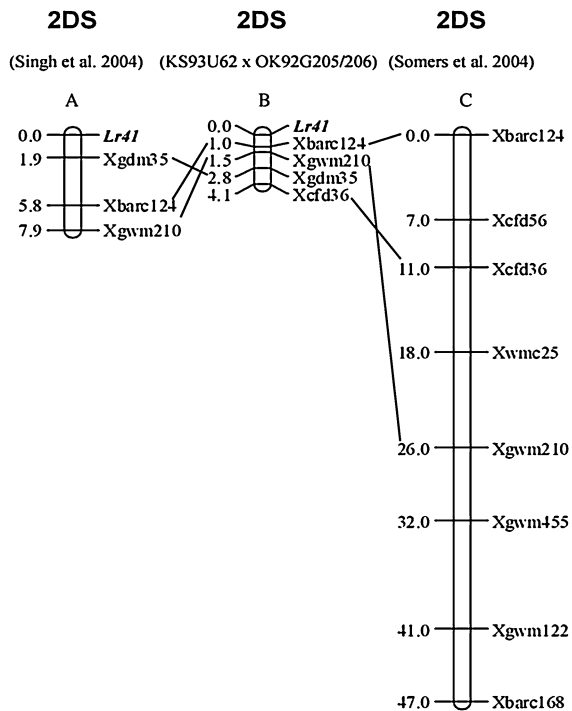 2DS
(Singh et al. 2004)
A
0.0 Lr41
1.9 Xgdm35
5.8 Xbarc124
7.9 Xgwm210
2DS
(KS93U62 x OK92G205/206)
B
0.0 Lr41
1.0 Xbarc124
1.5 Xgwm210
2.8 Xgdm35
4.1 Xcfd36
2DS
(Somers et al. 2004)
C
0.0 Xbarc124
7.0 Xcfd56
11.0 Xcfd36
18.0 Xwmc25
26.0 Xgwm210
32.0 Xgwm455
41.0 Xgwm122
47.0 Xbarc168